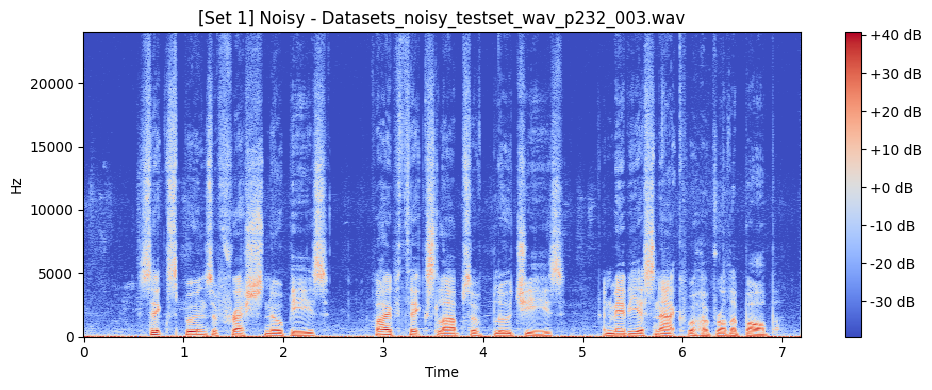 [Set 1] Noisy - Datasets_noisy_testset_wav_p232_003.wav
Hz
20000
15000
10000
5000
0
0 1 2 3 4 5 6 7
Time
+40 dB
+30 dB
+20 dB
+10 dB
+0 dB
-10 dB
-20 dB
-30 dB